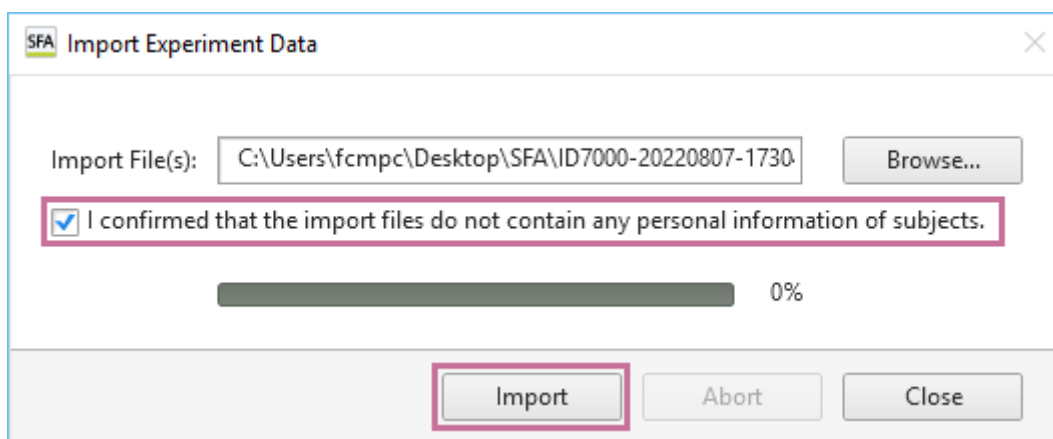 SFA Import Experiment Data
Import File(s): C:\Users\fcmpc\Desktop\SFA\ID7000-20220807-1730 Browse...
I confirmed that the import files do not contain any personal information of subjects.
0%
Import Abort Close